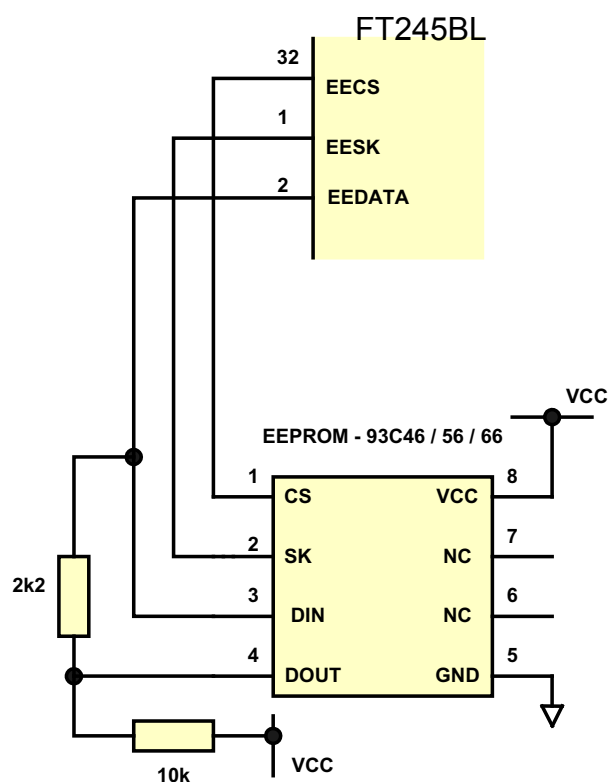 FT245BL
32
EECS
1
EESK
2
EEDATA
VCC
EEPROM - 93C46 / 56 / 66
1
CS
VCC
8
2
SK
NC
7
2k2
3
DIN
NC
6
4
DOUT
GND
5
VCC
10k